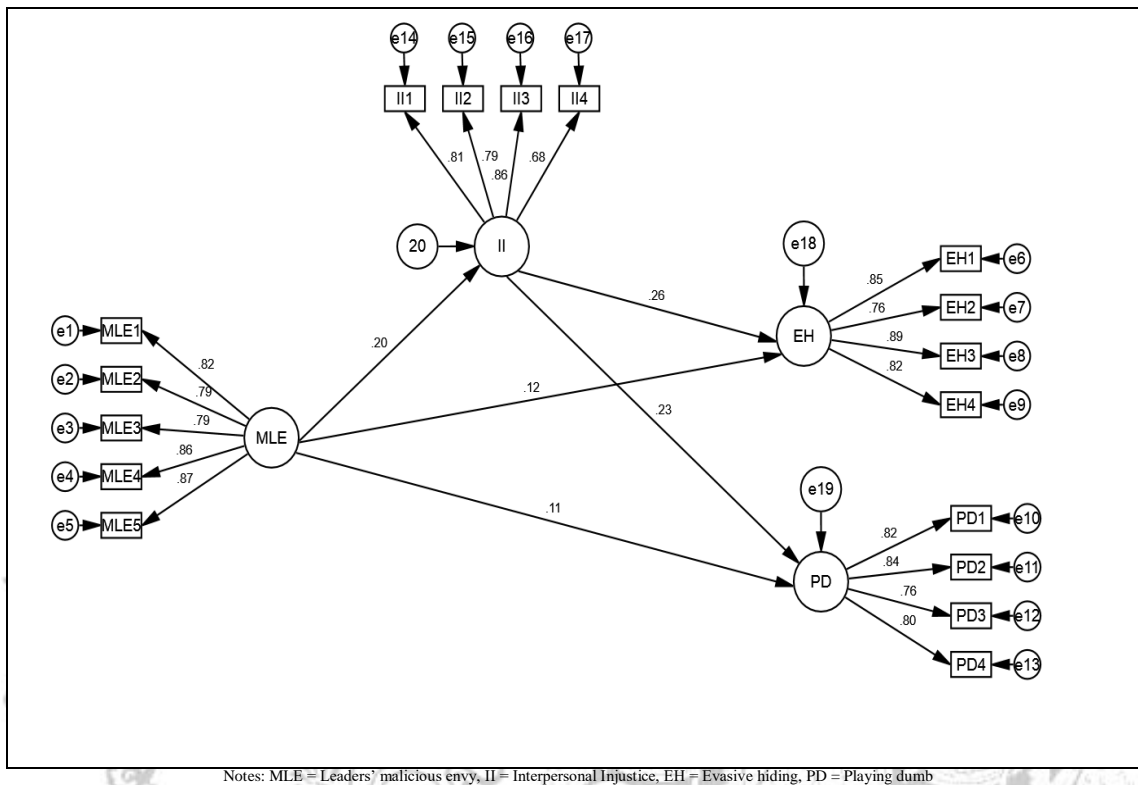 e14 e15 e16 e17
II1 II2 II3 II4
.81 .79 .86 .68
20 II
e18
EH1 e6
.85
.26 .76 EH2 e7
EH
.89 EH3 e8
.82 EH4 e9
e1 MLE1
.20
.82
e2 MLE2
.79
.12
e3 MLE3 .79
.23
MLE
.86
e4 MLE4
.87
e5 MLE5
.11
e19
PD1 e10
.82
.84 PD2 e11
PD
.76 PD3 e12
.80
PD4 e13
Notes: MLE = Leaders’ malicious envy, II = Interpersonal Injustice, EH = Evasive hiding, PD = Playing dumb